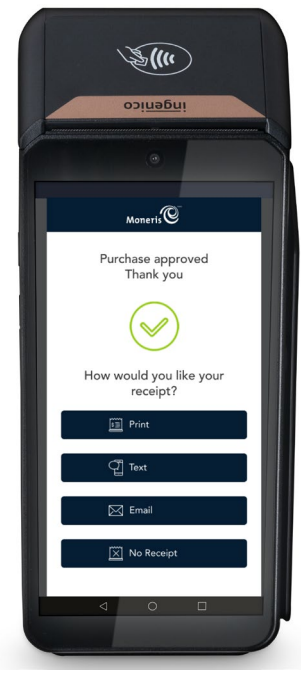 ingenico
Moneris
Purchase approved
Thank you
How would you like your
receipt?
Print
Text
Email
No Receipt